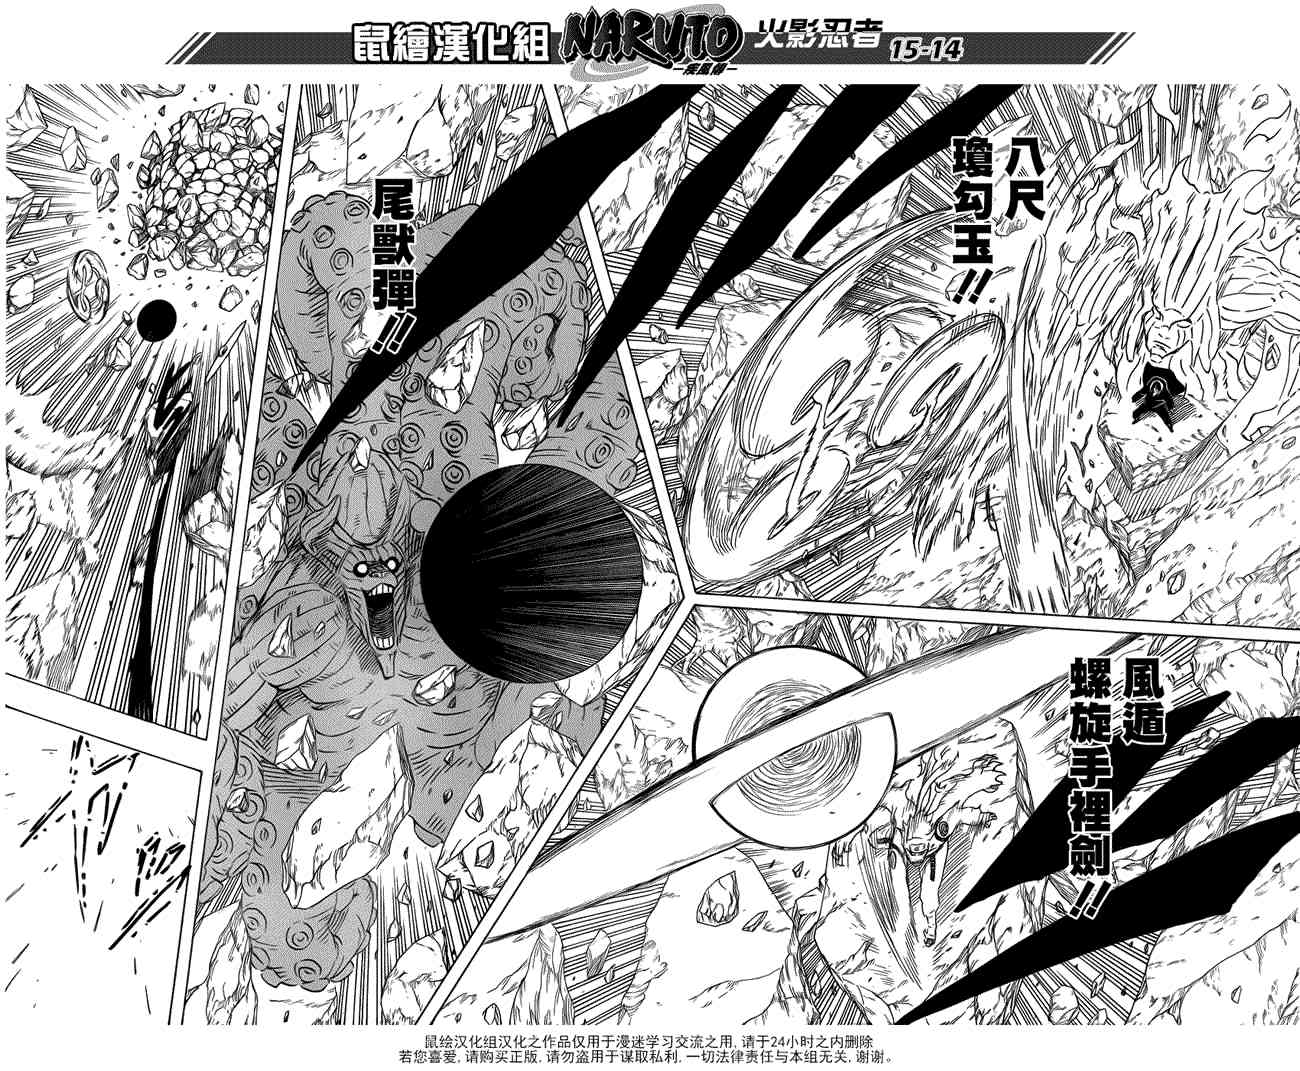 鼠繪漢化組 NARUTO 火影忍者 15-14
疾風傳
八尺
瓊勾玉!!
尾獸彈!!
風遁
螺旋手裡劍!!
鼠绘汉化组汉化之作品仅用于漫迷学习交流之用,请于24小时之内删除
若您喜爱,请购买正版,请勿盗用于谋取私利,一切法律责任与本组无关,谢谢。